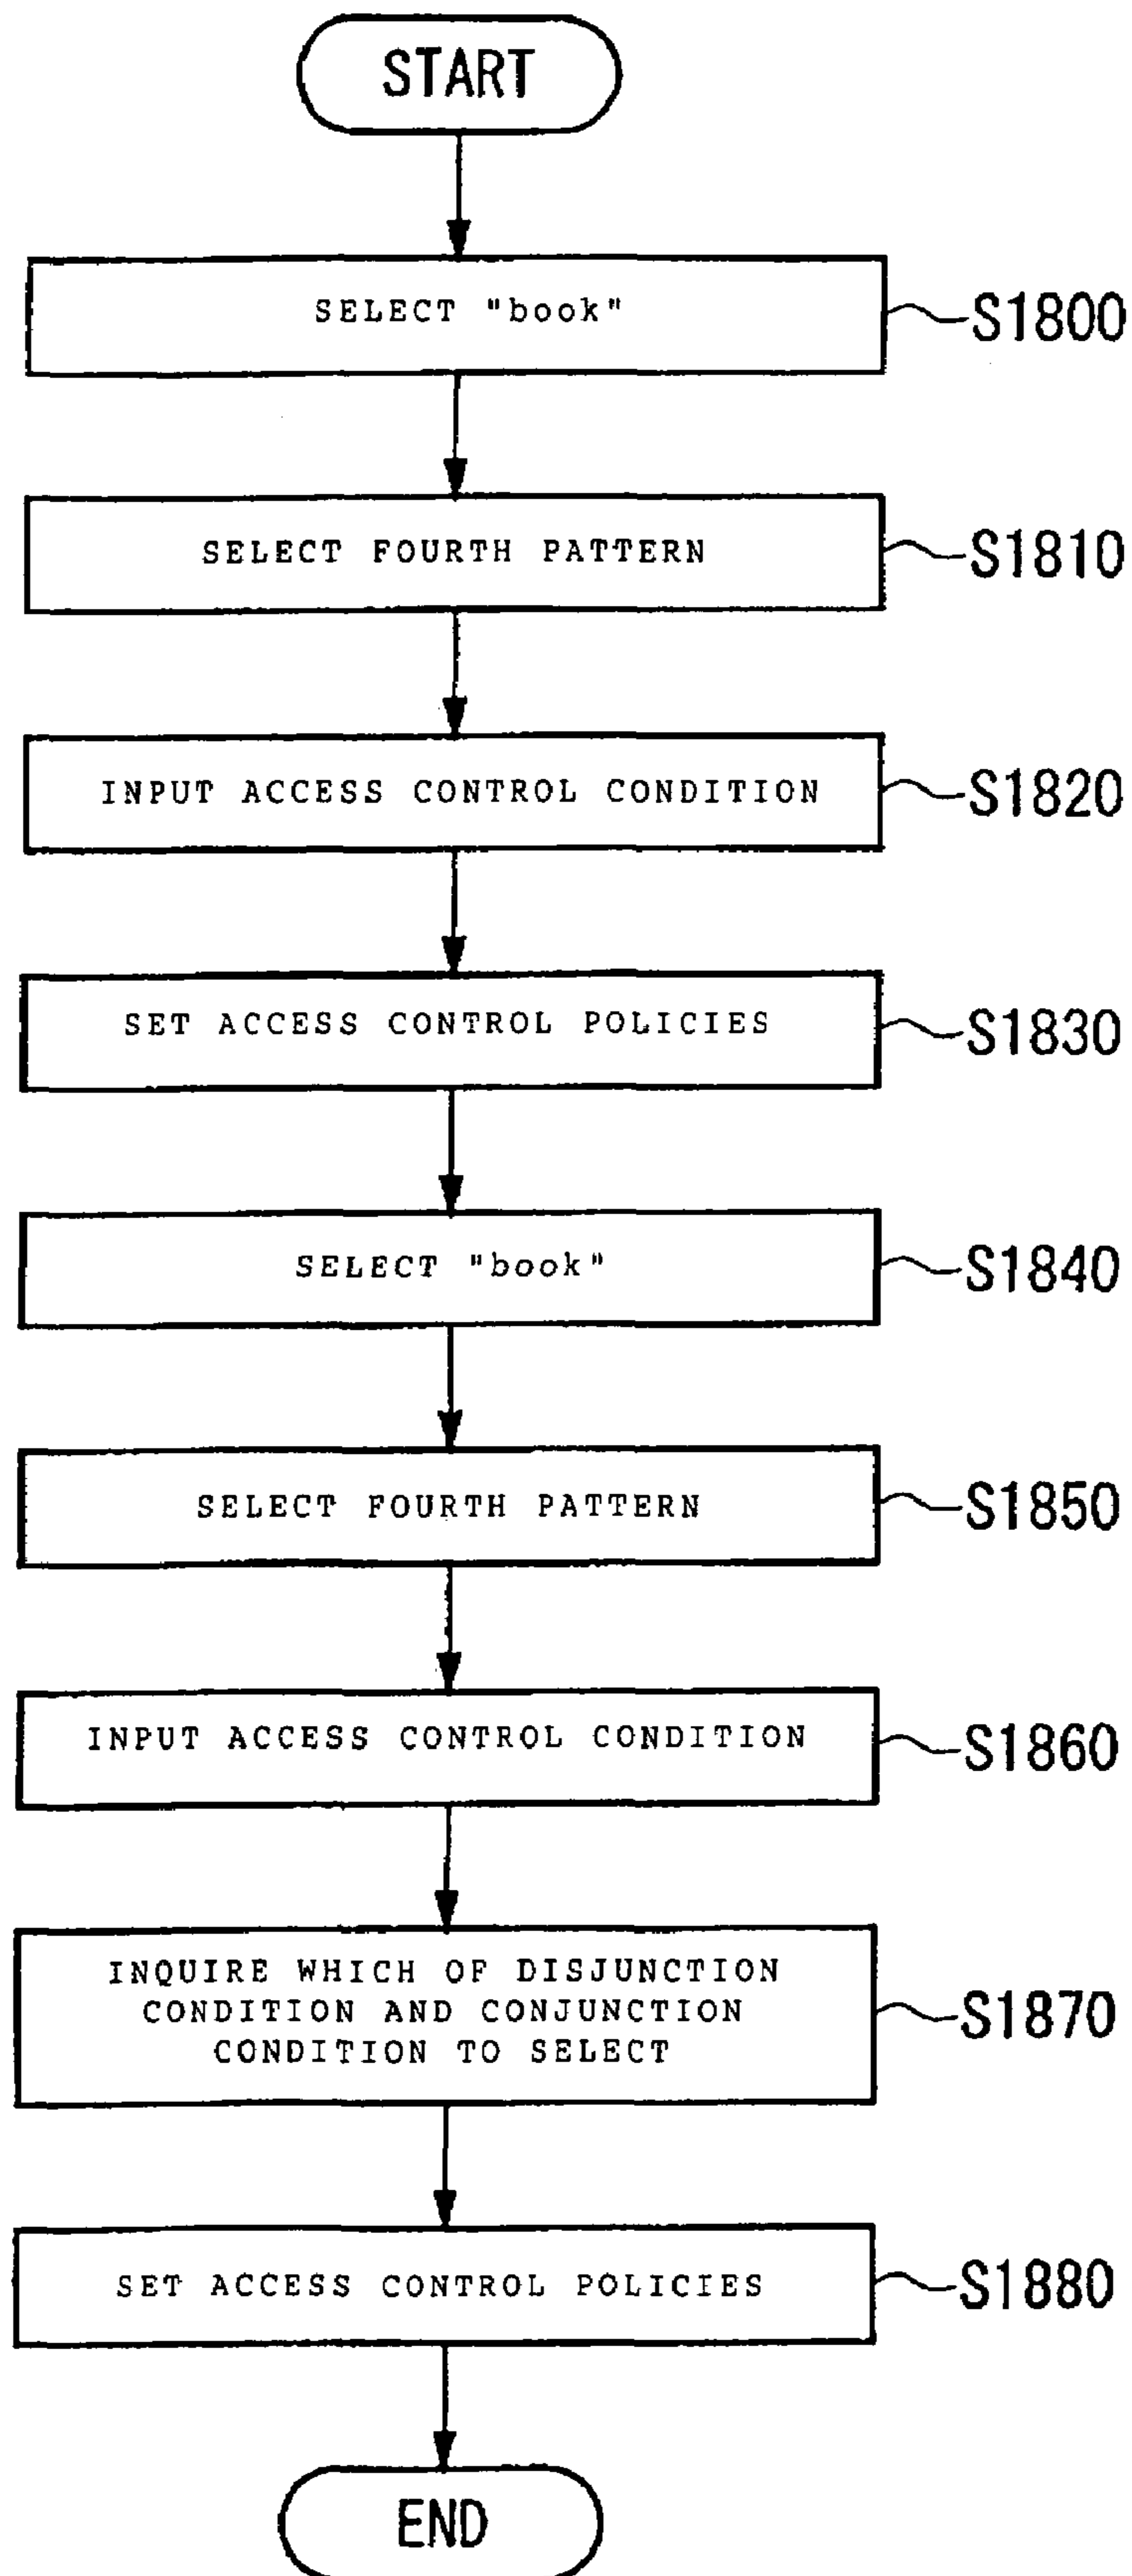 START
SELECT "book"
S1800
SELECT FOURTH PATTERN
S1810
INPUT ACCESS CONTROL CONDITION
S1820
SET ACCESS CONTROL POLICIES
S1830
SELECT "book"
S1840
SELECT FOURTH PATTERN
S1850
INPUT ACCESS CONTROL CONDITION
S1860
INQUIRE WHICH OF DISJUNCTION
CONDITION AND CONJUNCTION
CONDITION TO SELECT
S1870
SET ACCESS CONTROL POLICIES
S1880
END